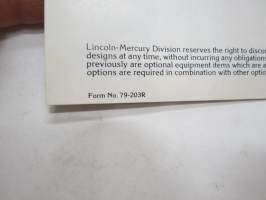 Lincoln-Mercury Division reserves the right to disco
designs at any time, without incurring any obligations
previously are optional equipment items which are a
options are required in combination with other optio
Form No. 79-203R